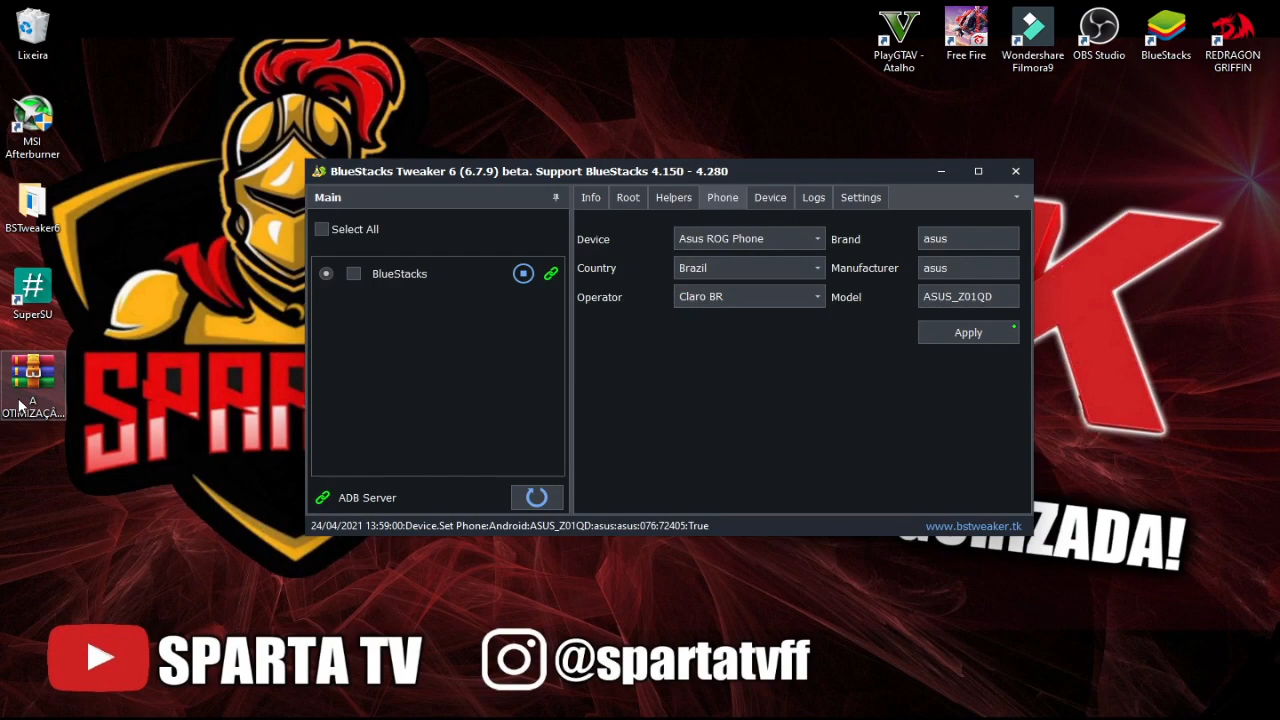 Lixeira
MSI
Afterburner
BSTweaker6
SuperSU
A
OTIMIZAÇÃ...
PlayGTAV -
Atalho
Free Fire
Wondershare
Filmora9
OBS Studio
BlueStacks
REDRAGON
GRIFFIN
BlueStacks Tweaker 6 (6.7.9) beta. Support BlueStacks 4.150 - 4.280
Main
Select All
BlueStacks
ADB Server
Info Root Helpers Phone Device Logs Settings
Device Asus ROG Phone Brand asus
Country Brazil Manufacturer asus
Operator Claro BR Model ASUS_Z01QD
Apply
24/04/2021 13:59:00:Device.Set Phone:Android:ASUS_Z01QD:asus:asus:076:72405:True
www.bstweaker.tk
SPARTA TV
@spartatvff